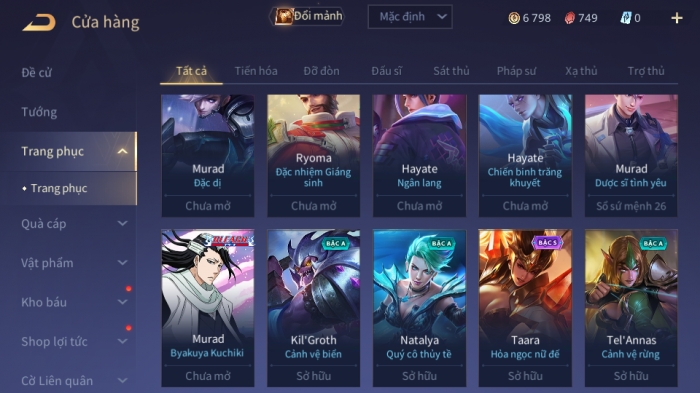 Cửa hàng
Đổi mảnh
Mặc định
6 798
749
0
Đề cử
Tướng
Trang phục
Trang phục
Quà cáp
Vật phẩm
Kho báu
Shop lợi tức
Cờ Liên quân
Tất cả
Tiến hóa
Đỡ đòn
Đấu sĩ
Sát thủ
Pháp sư
Xạ thủ
Trợ thủ
Murad
Đặc dị
Chưa mở
Ryoma
Đặc nhiệm Giáng
sinh
Chưa mở
Hayate
Ngân lang
Chưa mở
Hayate
Chiến binh trăng
khuyết
Chưa mở
Murad
Dược sĩ tình yêu
Sổ sứ mệnh 26
BLEACH
Murad
Byakuya Kuchiki
Chưa mở
BẬC A
Kil'Groth
Cảnh vệ biển
Sở hữu
BẬC A
Natalya
Quý cô thủy tề
Sở hữu
BẬC S
Taara
Hỏa ngọc nữ đế
Sở hữu
BẬC A
Tel'Annas
Cảnh vệ rừng
Sở hữu